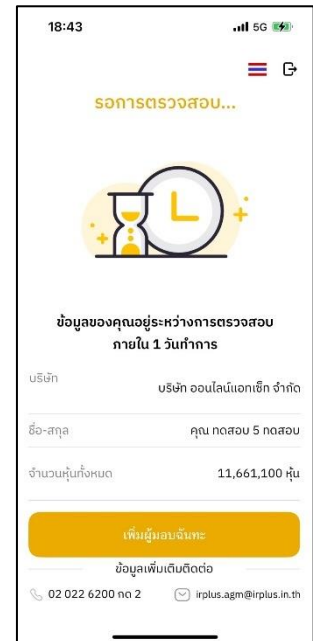 18:43 5G
รอการตรวจสอบ...
ข้อมูลของคุณอยู่ระหว่างการตรวจสอบ
ภายใน 1 วันทำการ
บริษัท บริษัท ออนไลน์แอทเซ็ท จำกัด
ชื่อ-สกุล คุณ ทดสอบ 5 ทดสอบ
จำนวนหุ้นทั้งหมด 11,661,100 หุ้น
เพิ่มผู้มอบฉันทะ
ข้อมูลเพิ่มเติมติดต่อ
02 022 6200 กด 2 irplus.agm@irplus.in.th